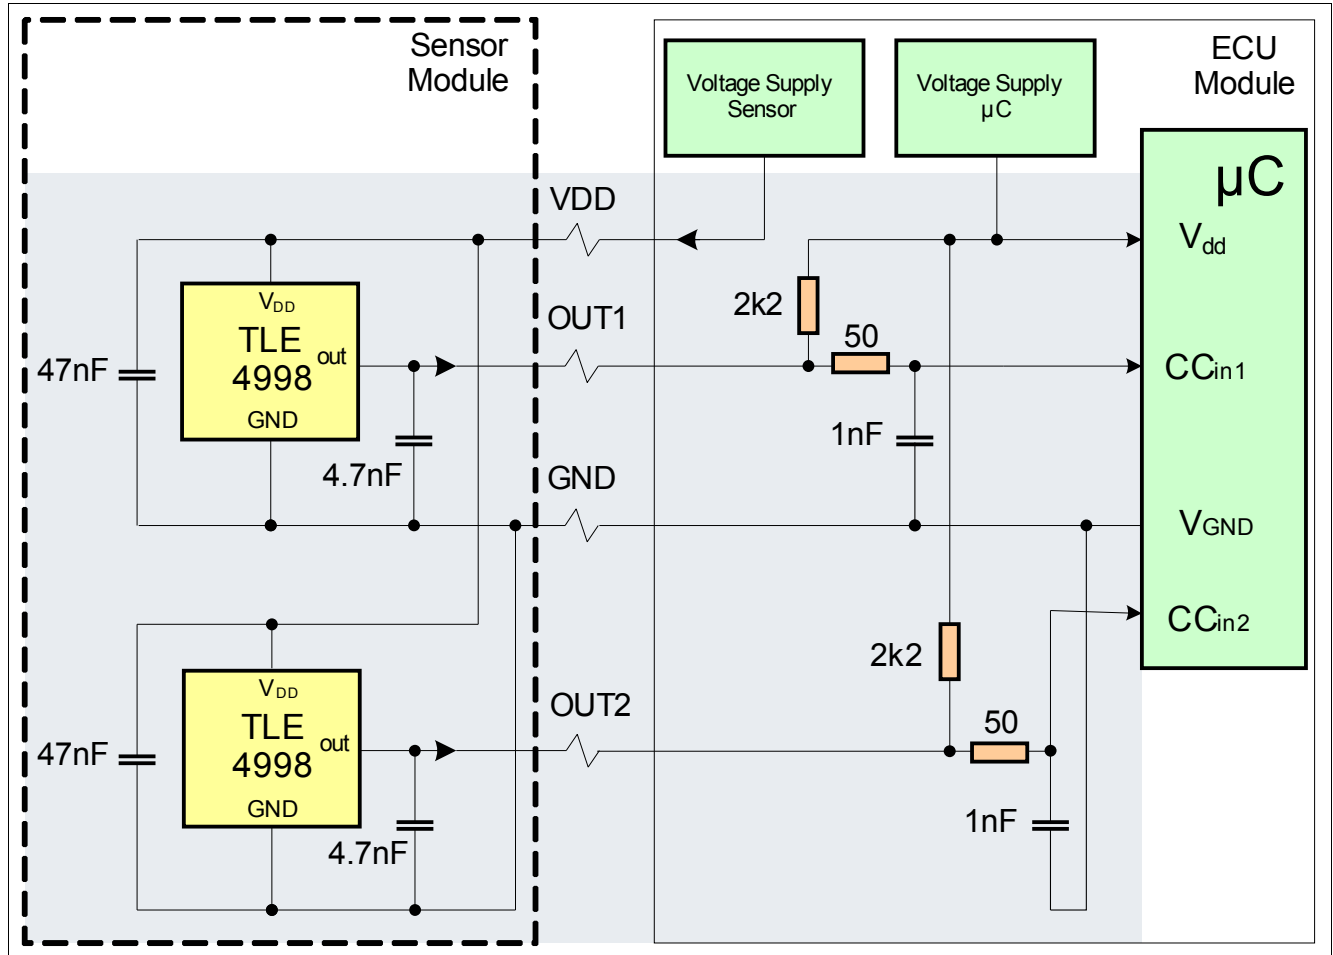 Sensor
Module
ECU
Module
Voltage Supply
Sensor
Voltage Supply
µC
µC
VDD
Vdd
VDD
TLE
4998
out
GND
47nF
4.7nF
OUT1
2k2
50
CCin1
1nF
GND
VGND
CCin2
2k2
VDD
TLE
4998
out
GND
47nF
4.7nF
OUT2
50
1nF